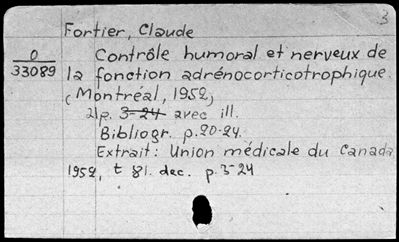 3
Fortier, Claude
0
33089
Contrôle humoral et nerveux de
la fonction adrénocorticotrophique.
(Montréal, 1952)
21p. 3-24 avec ill.
Bibliogr. p.20-24.
Extrait: Union médicale du Canada
1952, t 81. dec. p.3-24